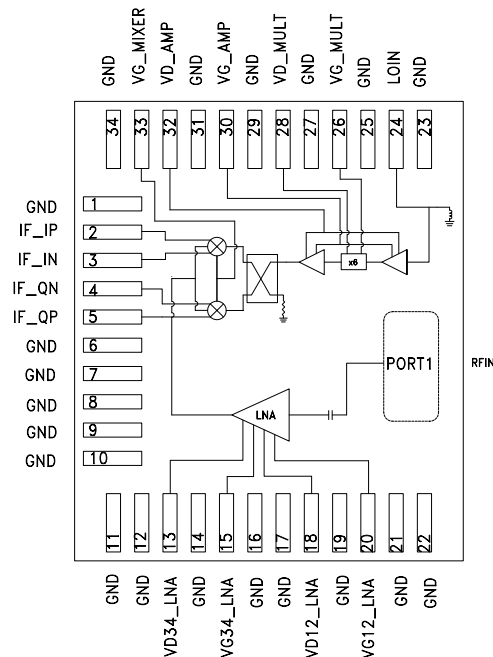 GND VG_MIXER VD_AMP GND VG_AMP GND VD_MULT GND VG_MULT GND LOIN GND
34 33 32 31 30 29 28 27 26 25 24 23
GND 1
IF_IP 2
IF_IN 3
IF_QN 4
IF_QP 5
GND 6
GND 7
GND 8
GND 9
GND 10
x6
PORT1
RFIN
LNA
11 12 13 14 15 16 17 18 19 20 21 22
GND GND VD34_LNA GND VG34_LNA GND GND VD12_LNA GND VG12_LNA GND GND